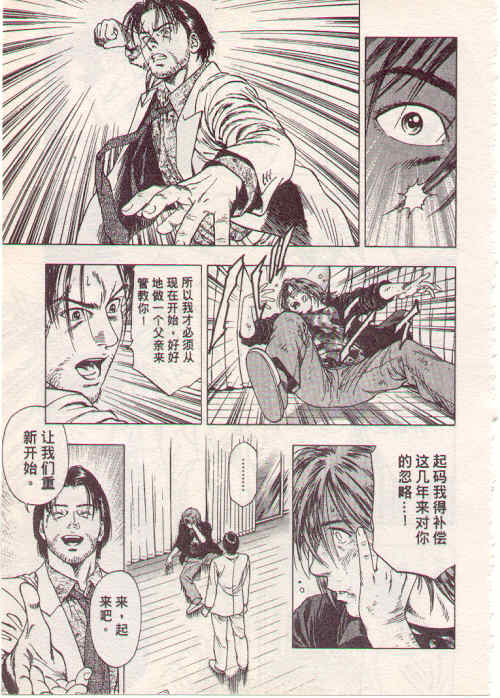 所以我才必须从
现在开始，好好
地做一个父亲来
管教你！
起码我得补偿
这几年来对你
的忽略…！
…………
让我们重
新开始。
来，起
来吧。